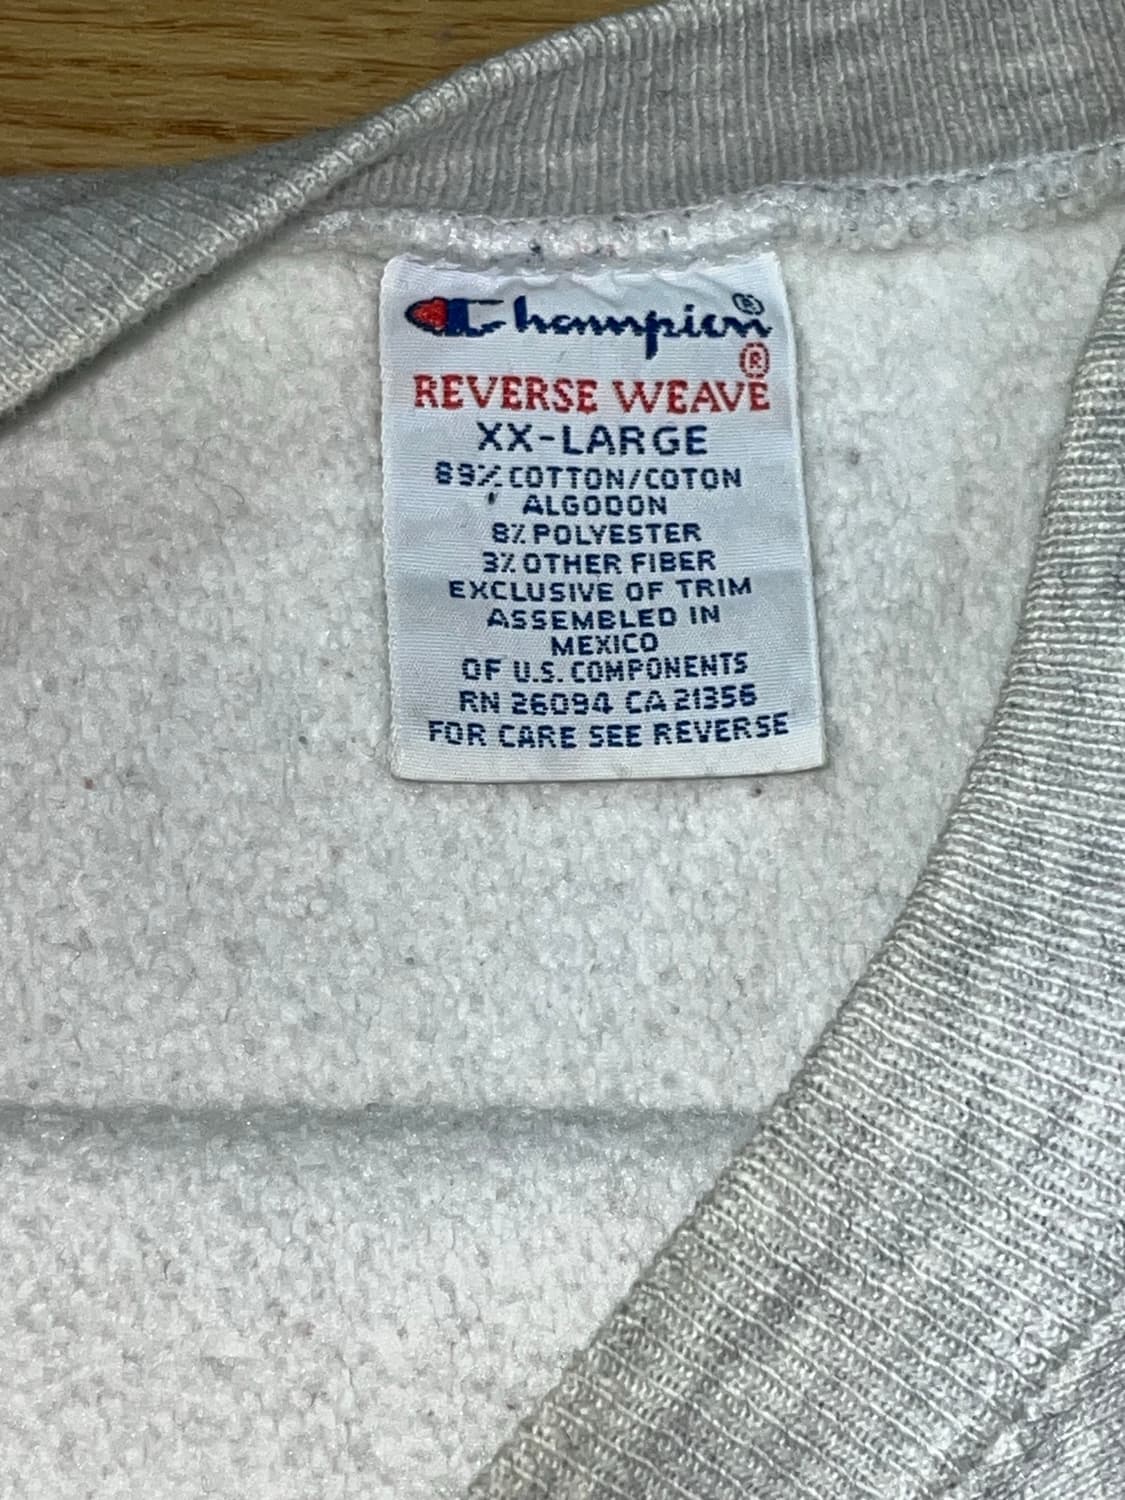 Champion®
REVERSE WEAVE®
XX-LARGE
89% COTTON/COTON
ALGODON
8% POLYESTER
3% OTHER FIBER
EXCLUSIVE OF TRIM
ASSEMBLED IN
MEXICO
OF U.S. COMPONENTS
RN 26094 CA 21356
FOR CARE SEE REVERSE